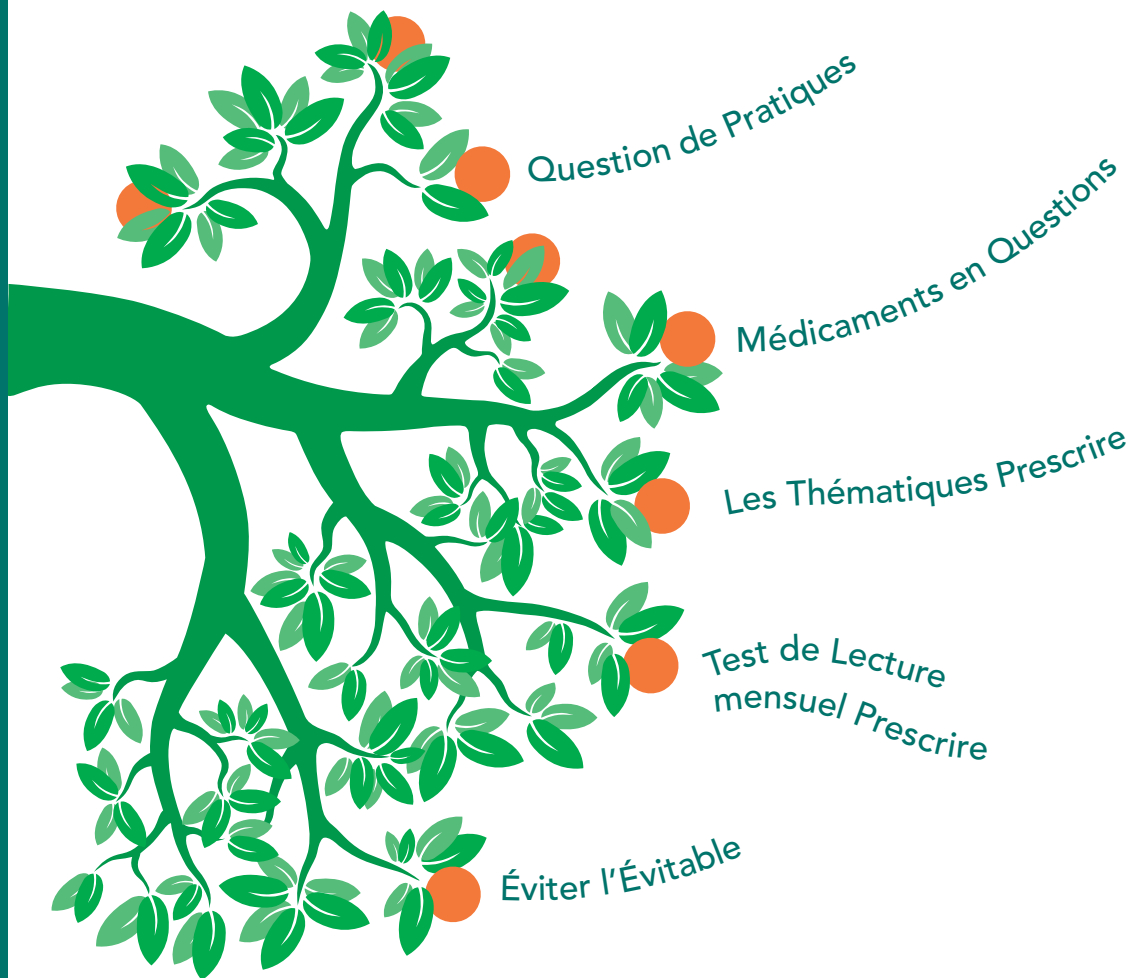 Question de Pratiques
Médicaments en Questions
Les Thématiques Prescrire
Test de Lecture
mensuel Prescrire
Éviter l'Évitable